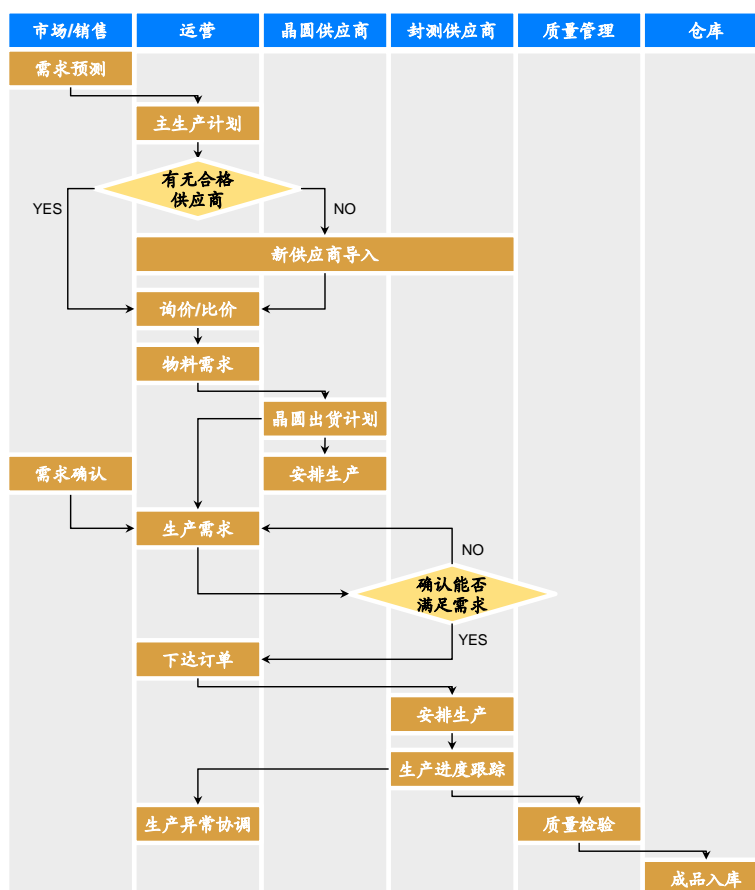 市场/销售
运营
晶圆供应商
封测供应商
质量管理
仓库
需求预测
主生产计划
有无合格
供应商
YES
NO
新供应商导入
询价/比价
物料需求
晶圆出货计划
需求确认
安排生产
生产需求
NO
确认能否
满足需求
YES
下达订单
安排生产
生产进度跟踪
生产异常协调
质量检验
成品入库